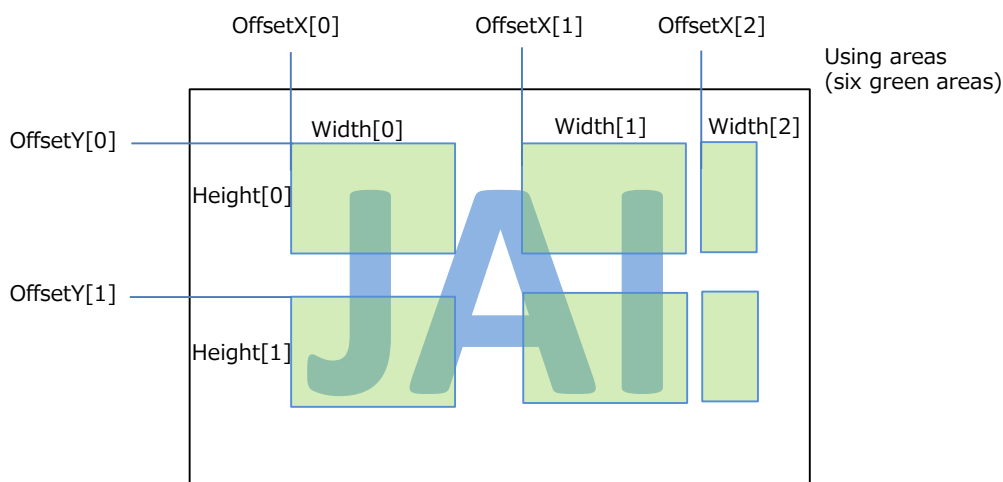 OffsetX[0]
OffsetX[1]
OffsetX[2]
Using areas
(six green areas)
Width[0]
Width[1]
Width[2]
OffsetY[0]
Height[0]
JAI
OffsetY[1]
Height[1]